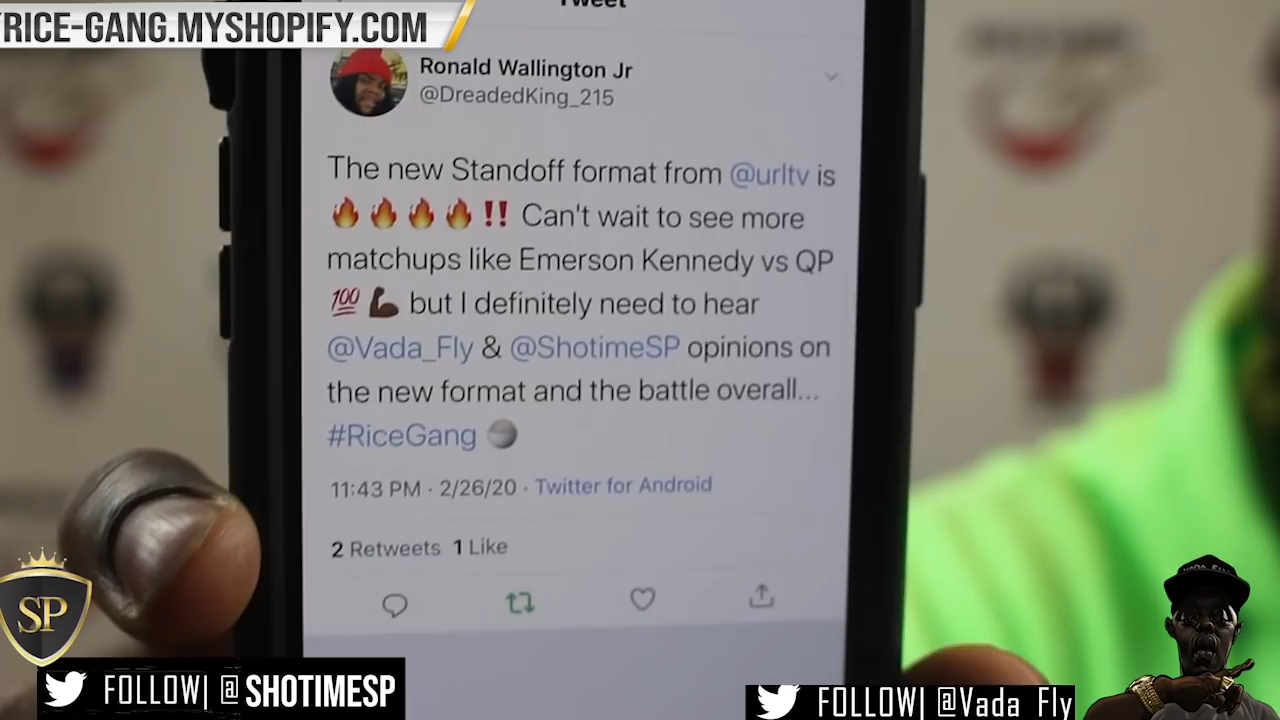 Tweet
RICE-GANG.MYSHOPIFY.COM
Ronald Wallington Jr
@DreadedKing_215
The new Standoff format from @urltv is
🔥🔥🔥🔥‼️ Can't wait to see more
matchups like Emerson Kennedy vs QP
💯💪🏿 but I definitely need to hear
@Vada_Fly & @ShotimeSP opinions on
the new format and the battle overall...
#RiceGang
11:43 PM · 2/26/20 · Twitter for Android
2 Retweets 1 Like
SP
FOLLOW| @SHOTIMESP
FOLLOW| @Vada_Fly